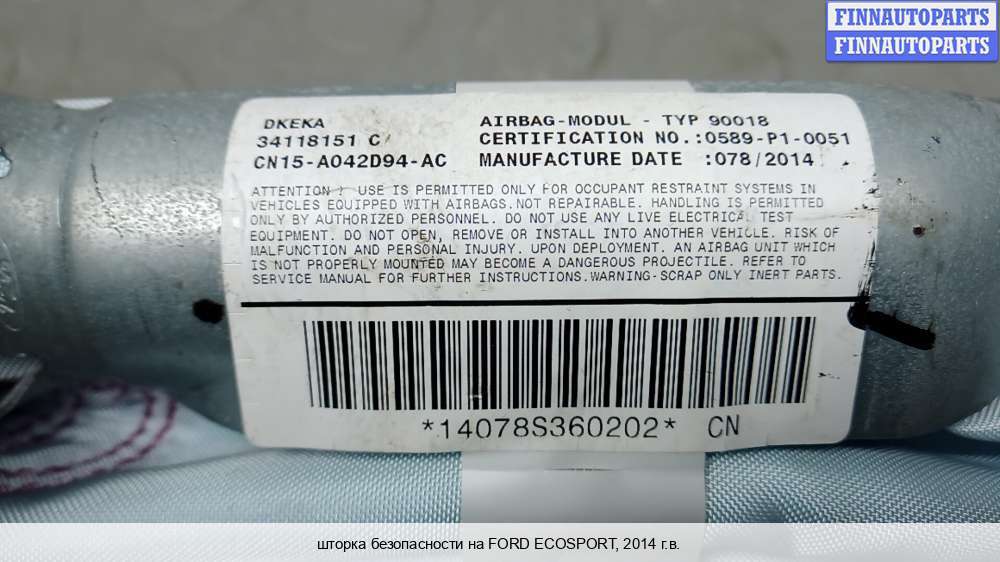 FINNAUTOPARTS
FINNAUTOPARTS
DKEKA
34118151 C
CN15-A042D94-AC
AIRBAG-MODUL - TYP 90018
CERTIFICATION NO.:0589-P1-0051
MANUFACTURE DATE :078/2014
ATTENTION : USE IS PERMITTED ONLY FOR OCCUPANT RESTRAINT SYSTEMS IN
VEHICLES EQUIPPED WITH AIRBAGS.NOT REPAIRABLE. HANDLING IS PERMITTED
ONLY BY AUTHORIZED PERSONNEL. DO NOT USE ANY LIVE ELECTRICAL TEST
EQUIPMENT. DO NOT OPEN, REMOVE OR INSTALL INTO ANOTHER VEHICLE. RISK OF
MALFUNCTION AND PERSONAL INJURY. UPON DEPLOYMENT. AN AIRBAG UNIT WHICH
IS NOT PROPERLY MOUNTED MAY BECOME A DANGEROUS PROJECTILE. REFER TO
SERVICE MANUAL FOR FURTHER INSTRUCTIONS.WARNING-SCRAP ONLY INERT PARTS.
*14078S360202* CN
шторка безопасности на FORD ECOSPORT, 2014 г.в.